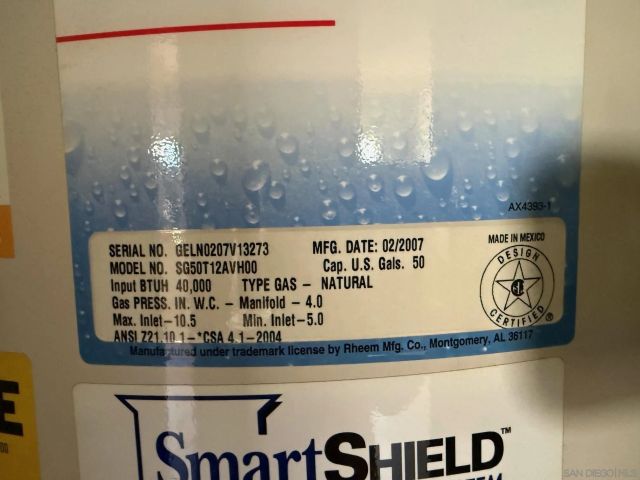 AX4393-1
SERIAL NO. GELN0207V13273 MFG. DATE: 02/2007
MODEL NO. SG50T12AVH00 Cap. U.S. Gals. 50
Input BTUH 40,000 TYPE GAS - NATURAL
Gas PRESS. IN. W.C. - Manifold - 4.0
Max. Inlet-10.5 Min. Inlet-5.0
ANSI Z21.10.1-*CSA 4.1-2004
MADE IN MEXICO
DESIGN
CERTIFIED
®
Manufactured under trademark license by Rheem Mfg. Co., Montgomery, AL 36117
E
00
SmartSHIELD™
SAN DIEGO MLS